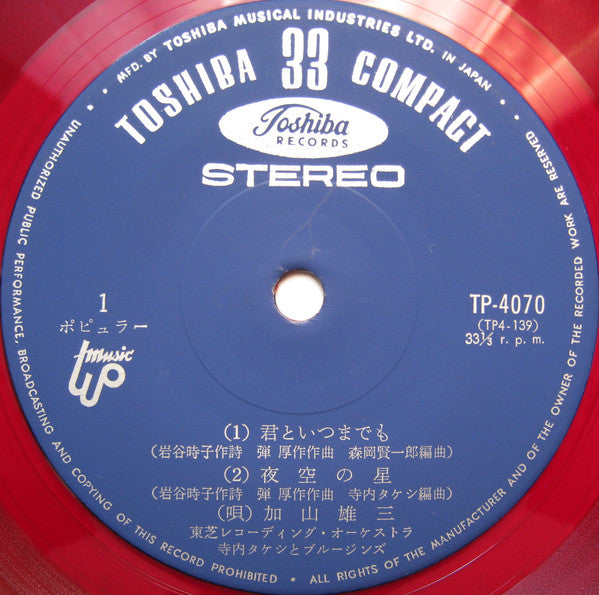 • MFD. BY TOSHIBA MUSICAL INDUSTRIES LTD. IN JAPAN •
TOSHIBA 33 COMPACT
Toshiba
RECORDS
STEREO
1
ポピュラー
music
TP-4070
(TP4-139)
33⅓ r. p. m.
(1) 君といつまでも
(岩谷時子作詩 弾 厚作作曲 森岡賢一郎編曲)
(2) 夜空の星
(岩谷時子作詩 弾 厚作作曲 寺内タケシ編曲)
(唄) 加山雄三
東芝レコーディング・オーケストラ
寺内タケシとブルージンズ
UNAUTHORIZED PUBLIC PERFORMANCE, BROADCASTING AND COPYING OF THIS RECORD PROHIBITED • ALL RIGHTS OF THE MANUFACTURER AND OF THE OWNER OF THE RECORDED WORK ARE RESERVED